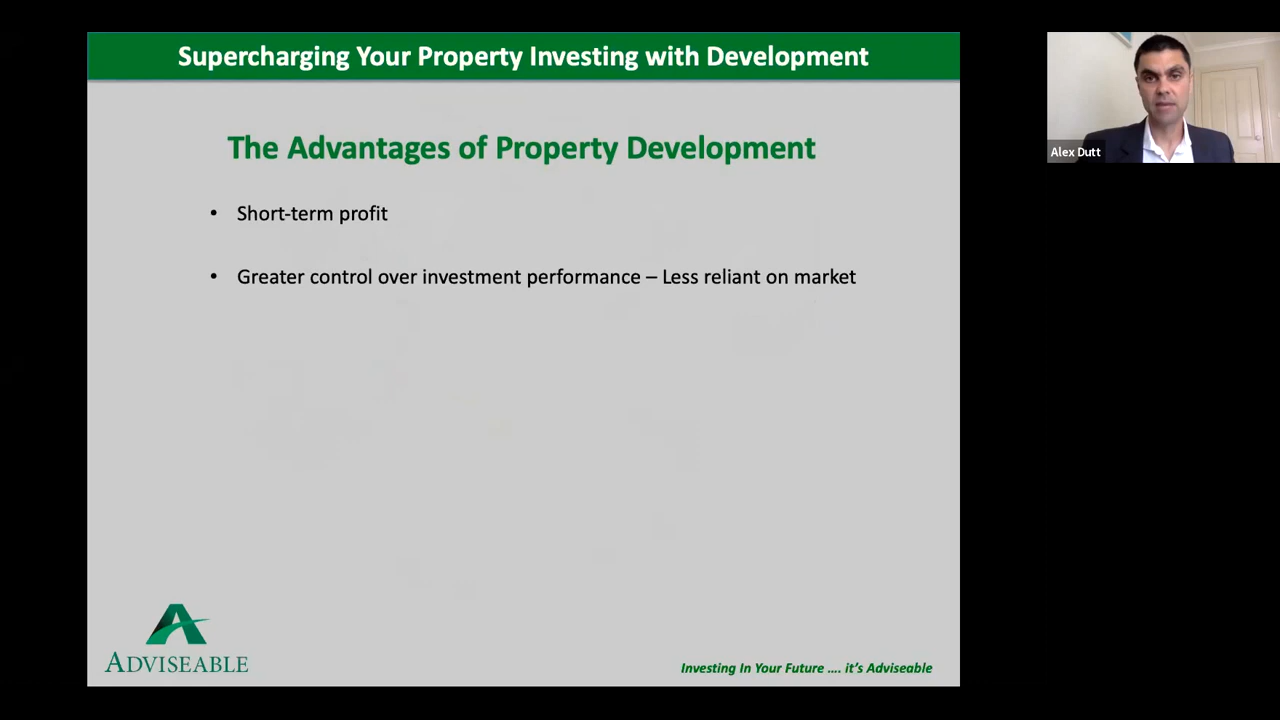 Supercharging Your Property Investing with Development
The Advantages of Property Development
• Short-term profit
• Greater control over investment performance – Less reliant on market
ADVISEABLE
Investing In Your Future .... it's Adviseable
Alex Dutt